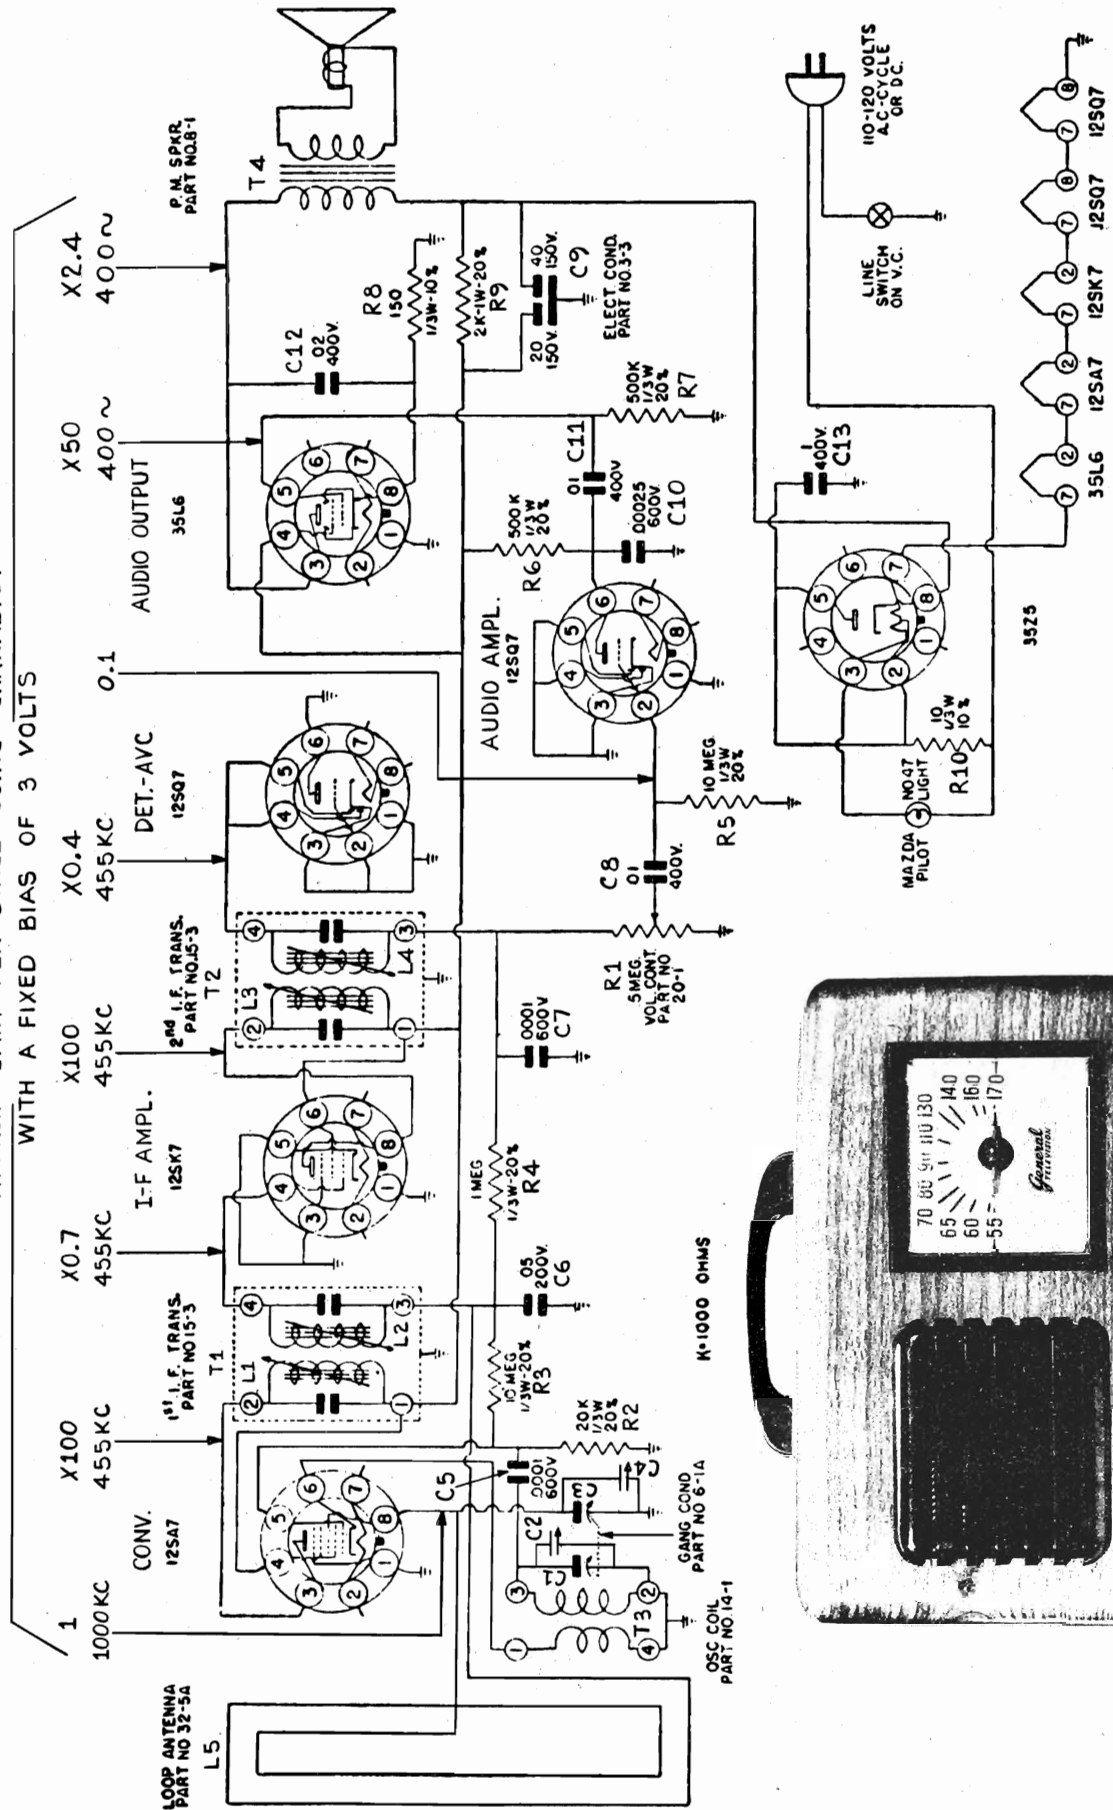 WITH A FIXED BIAS OF 3 VOLTS
1
1000KC
X100
455KC
X0.7
455KC
X100
455KC
X0.4
455KC
0.1
X50
400~
X2.4
400~
LOOP ANTENNA
PART NO 32-5A
L5
CONV.
12SA7
1ST I.F. TRANS.
PART NO 15-3
T1
L1
L2
I-F AMPL.
12SK7
2nd I.F. TRANS.
PART NO.15-3
T2
L3
L4
DET.-AVC
12SQ7
AUDIO OUTPUT
35L6
P.M. SPKR.
PART NO.8-1
T4
C12
02
400V.
R8
150
1/3W-10%
2K-1W-20%
R9
20
150V.
40
150V.
C9
ELECT. COND.
PART NO.3-3
AUDIO AMPL.
12SQ7
R6
500K
1/3W
20%
01
400V
C11
.00025
600V.
C10
500K
1/3W
20%
R7
C8
01
400V.
10 MEG
1/3W
20%
R5
R1
5MEG.
VOL. CONT.
PART NO
20-1
0001
600V
C7
1MEG
1/3W-20%
R4
05
200V.
C6
10 MEG
1/3W-20%
R3
20K
1/3W
20%
R2
C5
.0001
600V
C2
C1
C3
C4
GANG COND
PART NO 6-1A
T3
OSC COIL
PART NO.14-1
K=1000 OHMS
MAZDA NO47
PILOT LIGHT
10
1/3W
10%
R10
35Z5
.1
400V.
C13
LINE
SWITCH
ON V.C.
110-120 VOLTS
A.C-CYCLE
OR D.C.
35L6
12SA7
12SK7
12SQ7
12SQ7
70 80 90 110 130
65 140
60 160
55 170
General
TELEVISION